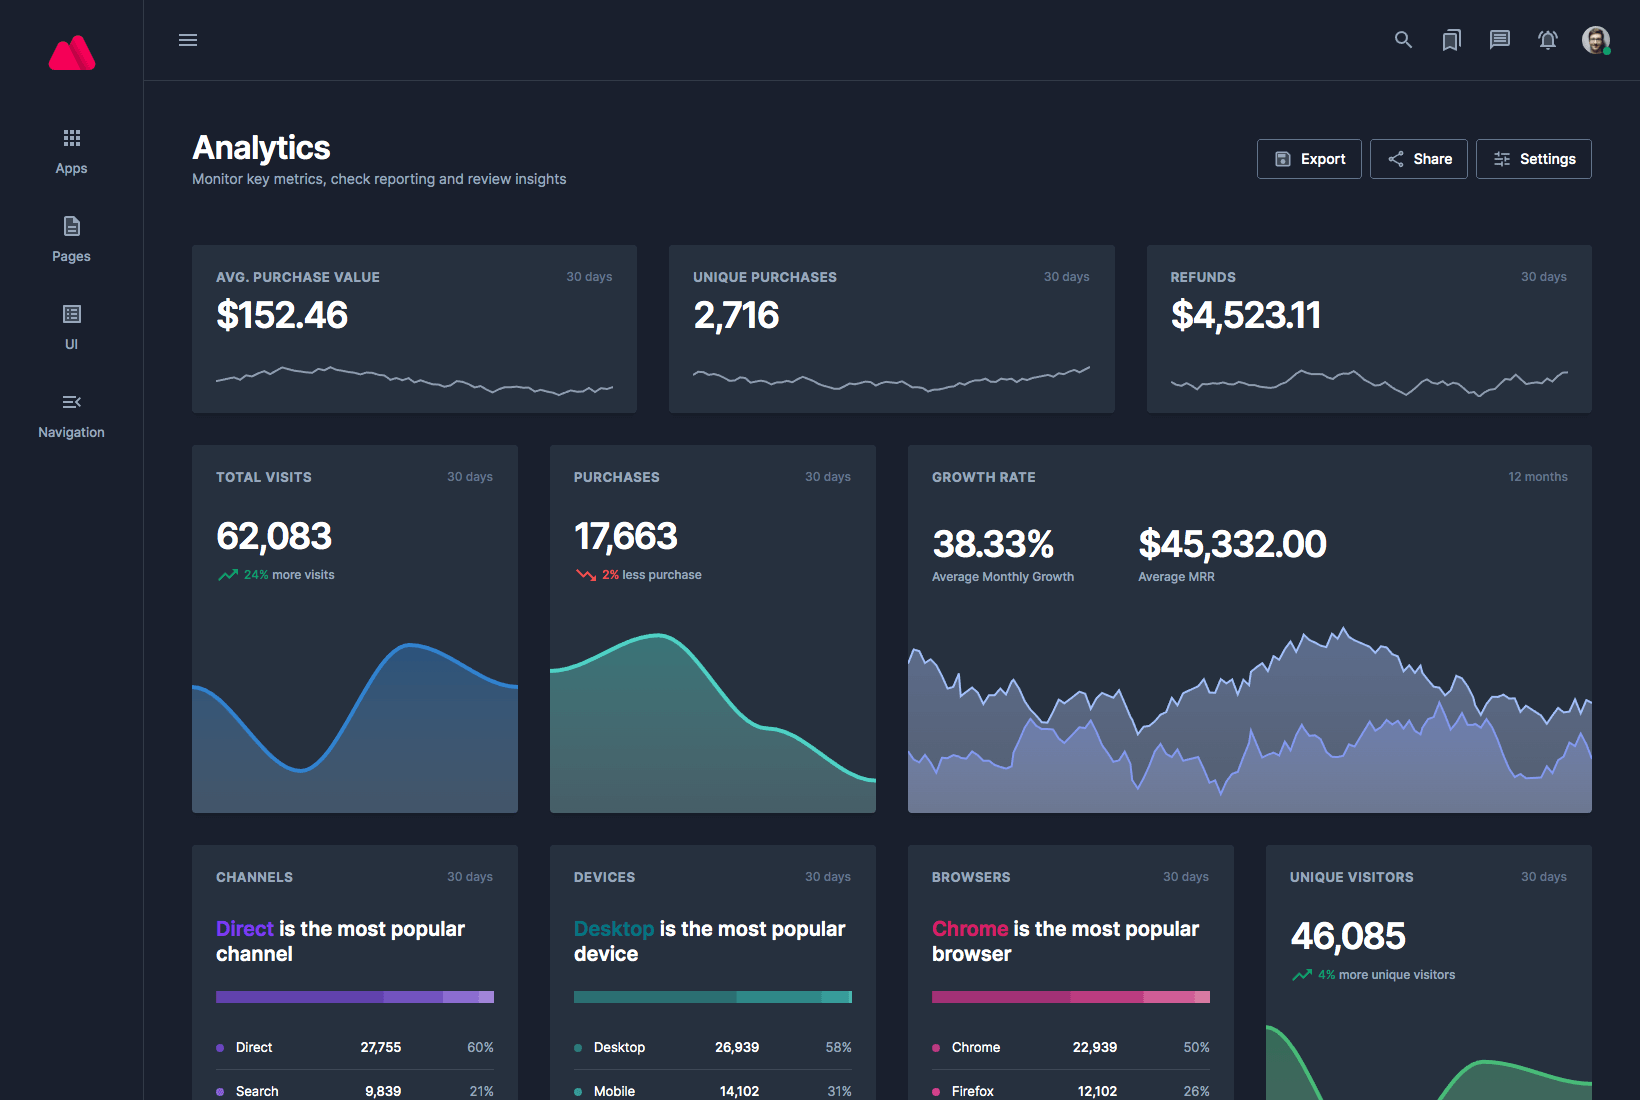 Apps
Pages
UI
Navigation
Analytics
Monitor key metrics, check reporting and review insights
Export
Share
Settings
AVG. PURCHASE VALUE
30 days
$152.46
UNIQUE PURCHASES
30 days
2,716
REFUNDS
30 days
$4,523.11
TOTAL VISITS
30 days
62,083
24% more visits
PURCHASES
30 days
17,663
2% less purchase
GROWTH RATE
12 months
38.33%
Average Monthly Growth
$45,332.00
Average MRR
CHANNELS
30 days
Direct is the most popular
channel
Direct 27,755 60%
Search 9,839 21%
DEVICES
30 days
Desktop is the most popular
device
Desktop 26,939 58%
Mobile 14,102 31%
BROWSERS
30 days
Chrome is the most popular
browser
Chrome 22,939 50%
Firefox 12,102 26%
UNIQUE VISITORS
30 days
46,085
4% more unique visitors